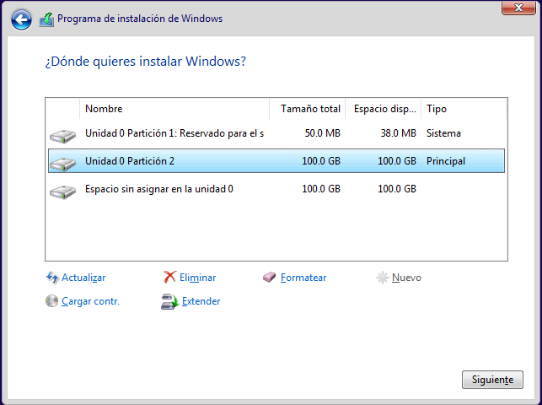 Programa de instalación de Windows
¿Dónde quieres instalar Windows?
Nombre Tamaño total Espacio disp... Tipo
Unidad 0 Partición 1: Reservado para el s 50.0 MB 38.0 MB Sistema
Unidad 0 Partición 2 100.0 GB 100.0 GB Principal
Espacio sin asignar en la unidad 0 100.0 GB 100.0 GB
Actualizar Eliminar Formatear Nuevo
Cargar contr. Extender
Siguiente